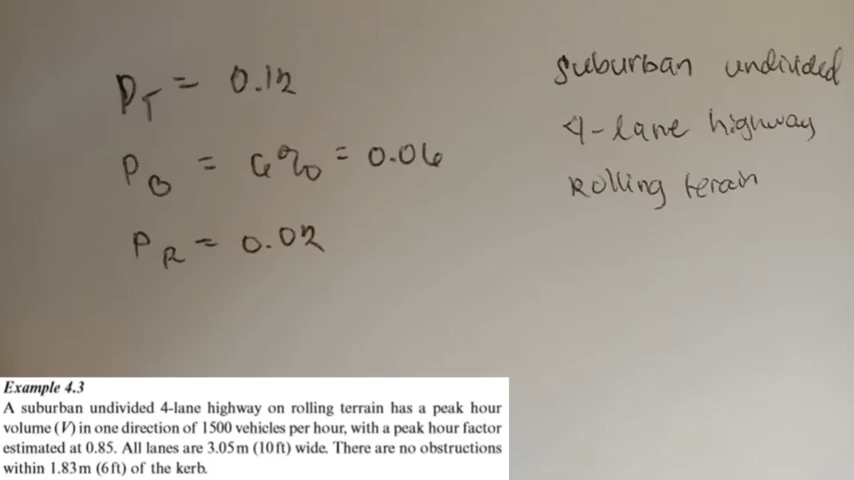 P_T = 0.12
P_B = 6% = 0.06
P_R = 0.02
suburban undivided
4-lane highway
Rolling terain
Example 4.3
A suburban undivided 4-lane highway on rolling terrain has a peak hour
volume (V) in one direction of 1500 vehicles per hour, with a peak hour factor
estimated at 0.85. All lanes are 3.05 m (10 ft) wide. There are no obstructions
within 1.83 m (6 ft) of the kerb.